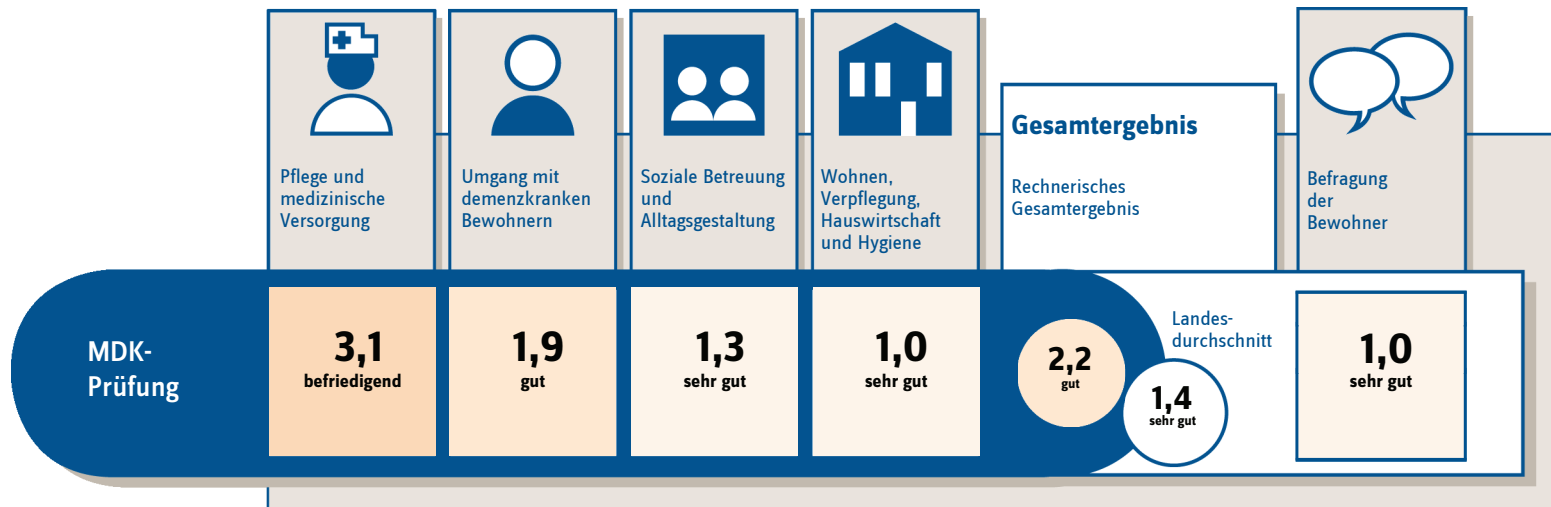 Pflege und
medizinische
Versorgung
Umgang mit
demenzkranken
Bewohnern
Soziale Betreuung
und
Alltagsgestaltung
Wohnen,
Verpflegung,
Hauswirtschaft
und Hygiene
Gesamtergebnis
Rechnerisches
Gesamtergebnis
Befragung
der
Bewohner
MDK-
Prüfung
3,1
befriedigend
1,9
gut
1,3
sehr gut
1,0
sehr gut
2,2
gut
Landes-
durchschnitt
1,4
sehr gut
1,0
sehr gut